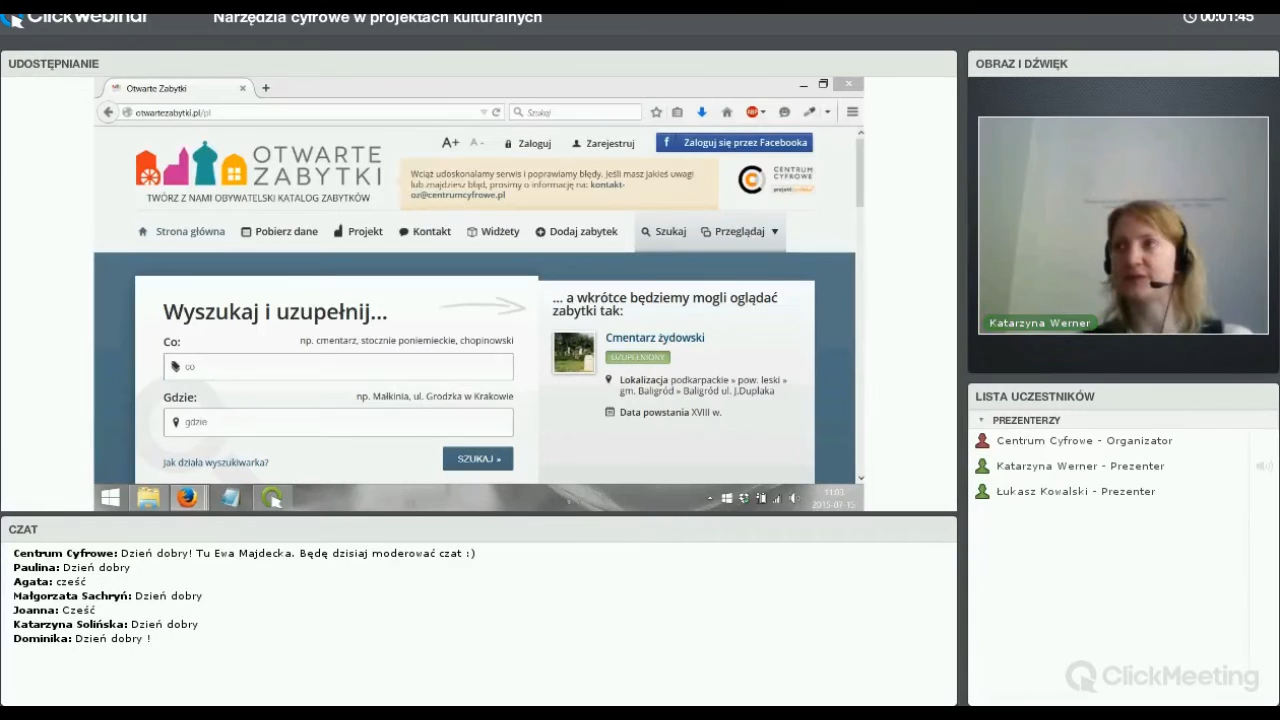 ClickWebinar
Narzędzia cyfrowe w projektach kulturalnych
00:01:45
UDOSTĘPNIANIE
Otwarte Zabytki
otwartezabytki.pl/pl
Szukaj
A+ A-
Zaloguj
Zarejestruj
Zaloguj się przez Facebooka
OTWARTE
ZABYTKI
TWÓRZ Z NAMI OBYWATELSKI KATALOG ZABYTKÓW
Wciąż udoskonalamy serwis i poprawiamy błędy. Jeśli masz jakieś uwagi
lub znajdziesz błąd, prosimy o informację na: kontakt-
oz@centrumcyfrowe.pl
CENTRUM
CYFROWE
Strona główna
Pobierz dane
Projekt
Kontakt
Widżety
Dodaj zabytek
Szukaj
Przeglądaj
Wyszukaj i uzupełnij...
Co:
np. cmentarz, stocznie poniemieckie, chopinowski
co
Gdzie:
np. Małkinia, ul. Grodzka w Krakowie
gdzie
Jak działa wyszukiwarka?
SZUKAJ »
... a wkrótce będziemy mogli oglądać
zabytki tak:
Cmentarz żydowski
UZUPEŁNIONY
Lokalizacja podkarpackie » pow. leski »
gm. Baligród » Baligród ul. J.Duplaka
Data powstania XVIII w.
11:03
2015-07-15
OBRAZ I DŹWIĘK
Katarzyna Werner
LISTA UCZESTNIKÓW
PREZENTERZY
Centrum Cyfrowe - Organizator
Katarzyna Werner - Prezenter
Łukasz Kowalski - Prezenter
CZAT
Centrum Cyfrowe: Dzień dobry! Tu Ewa Majdecka. Będę dzisiaj moderować czat :)
Paulina: Dzień dobry
Agata: cześć
Małgorzata Sachryń: Dzień dobry
Joanna: Cześć
Katarzyna Solińska: Dzień dobry
Dominika: Dzień dobry !
ClickMeeting